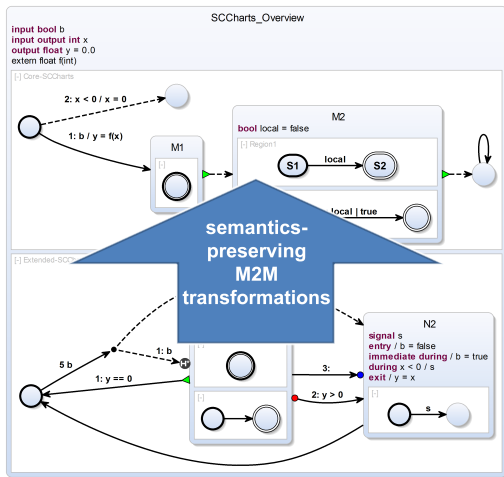 SCCharts_Overview
input bool b
input output int x
output float y = 0.0
extern float f(int)
[-] Core-SCCharts
2: x < 0 / x = 0
1: b / y = f(x)
M1
[-]
M2
bool local = false
[-] Region1
S1
local
S2
local | true
semantics-
preserving
M2M
transformations
[-] Extended-SCCh
5 b
1: b
H*
1: y == 0
[-]
3:
2: y > 0
N2
signal s
entry / b = false
immediate during / b = true
during x < 0 / s
exit / y = x
[-]
s